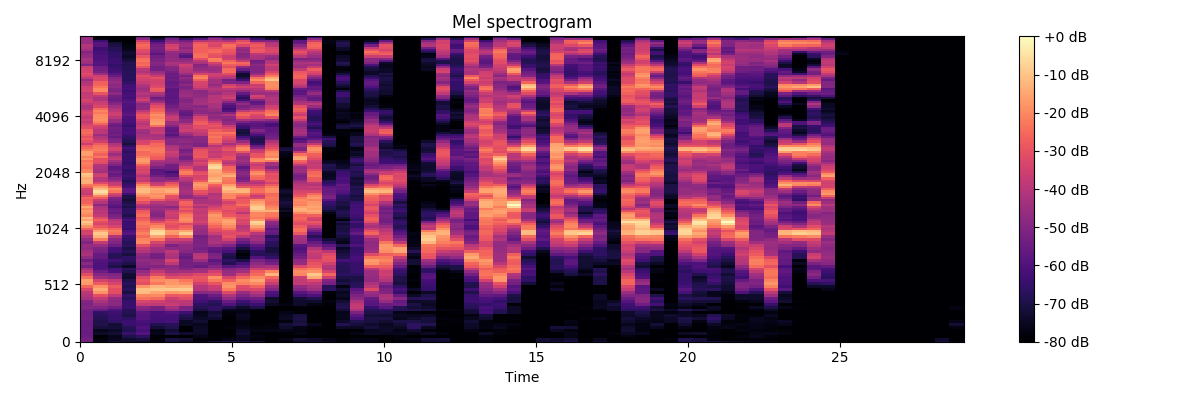 Mel spectrogram
Hz
8192
4096
2048
1024
512
0
0 5 10 15 20 25
Time
+0 dB
-10 dB
-20 dB
-30 dB
-40 dB
-50 dB
-60 dB
-70 dB
-80 dB